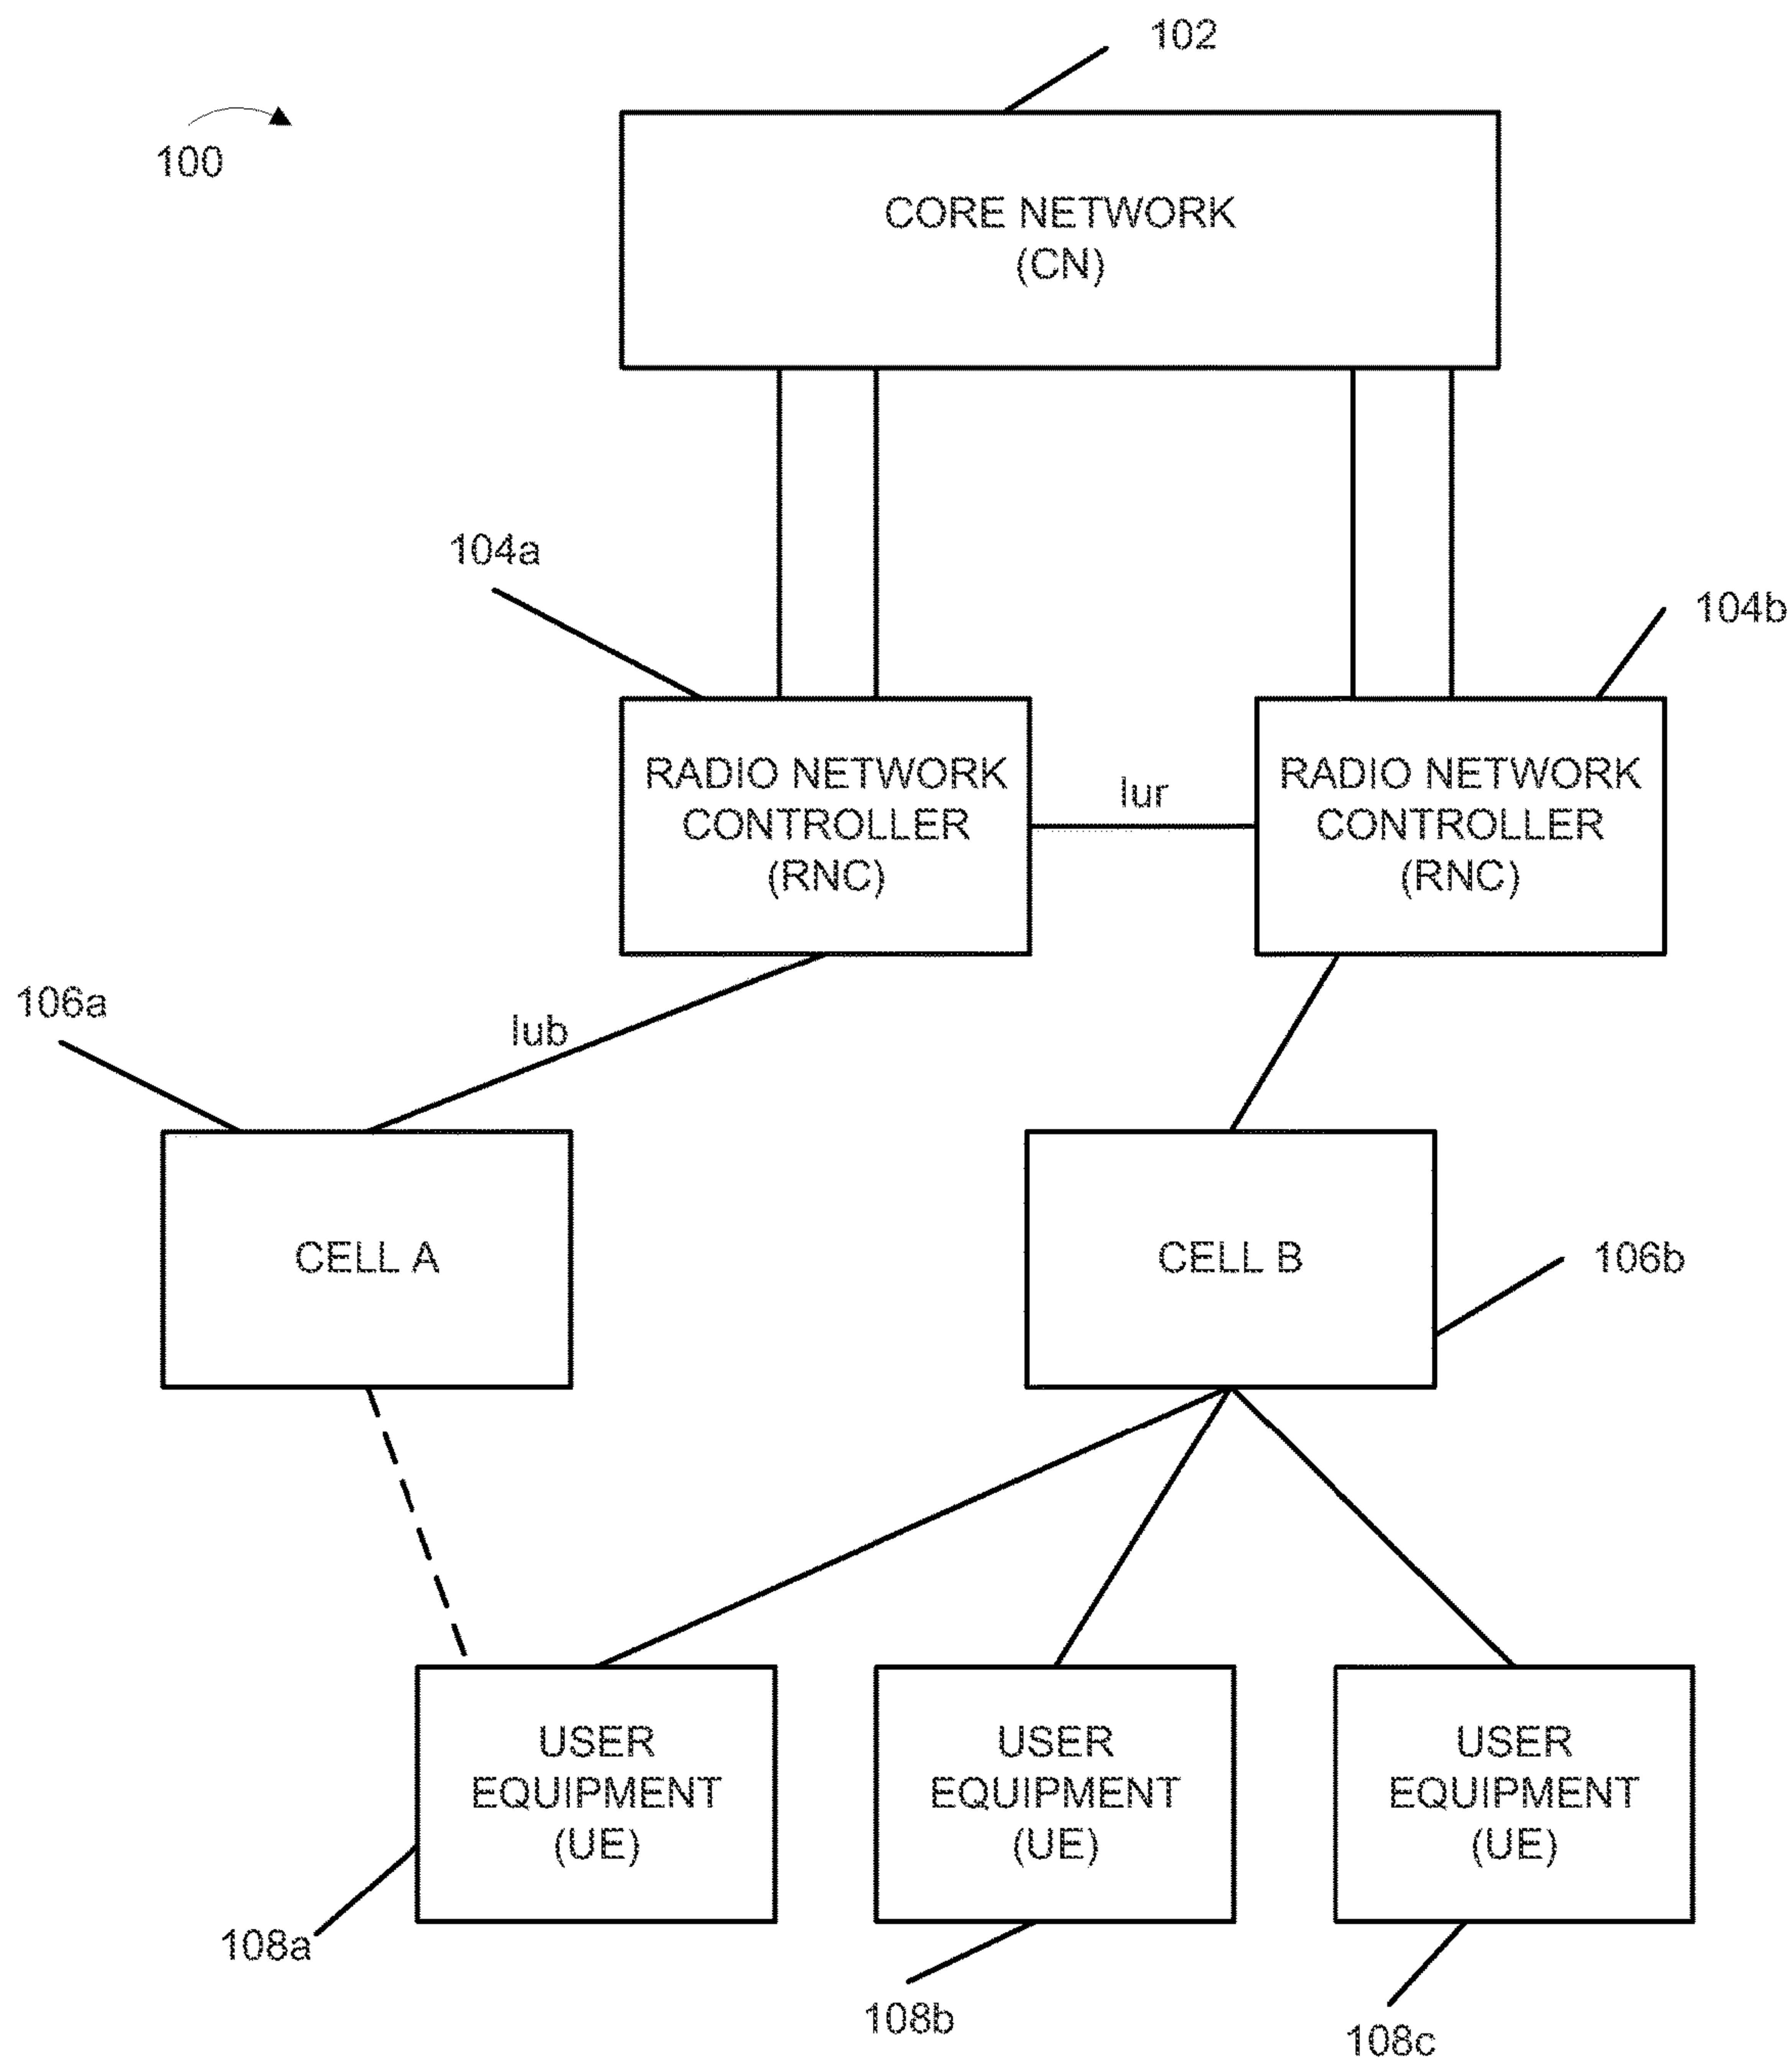 102
100
CORE NETWORK
(CN)
104a
104b
RADIO NETWORK
CONTROLLER
(RNC)
Iur
RADIO NETWORK
CONTROLLER
(RNC)
106a
Iub
CELL A
CELL B
106b
USER
EQUIPMENT
(UE)
USER
EQUIPMENT
(UE)
USER
EQUIPMENT
(UE)
108a
108b
108c